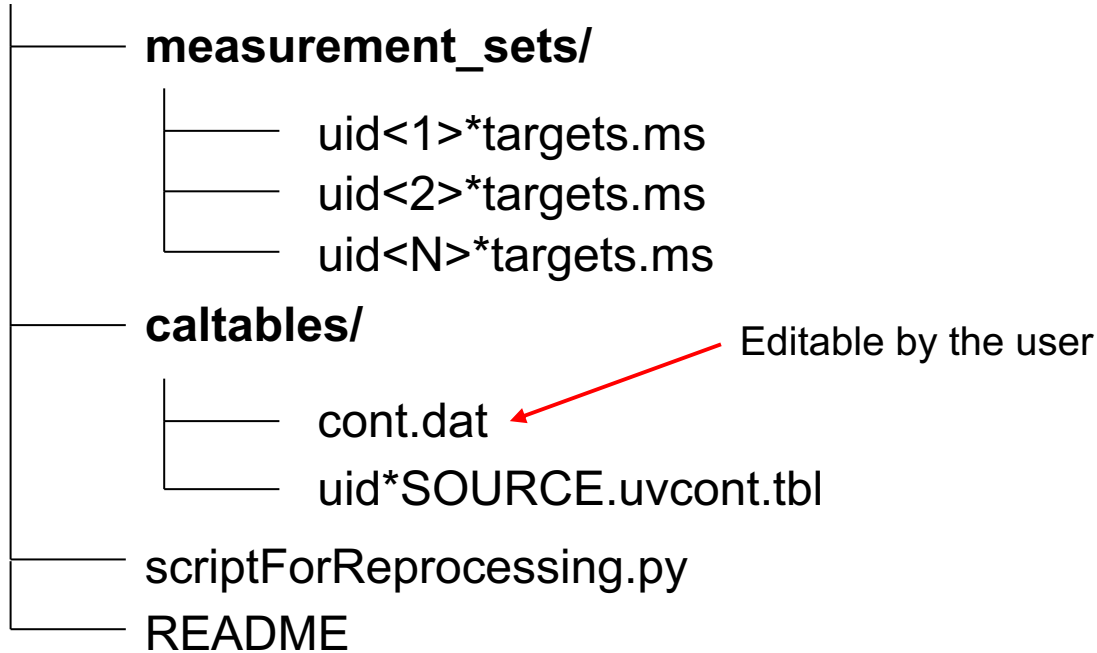 measurement_sets/
uid<1>*targets.ms
uid<2>*targets.ms
uid<N>*targets.ms
caltables/
Editable by the user
cont.dat
uid*SOURCE.uvcont.tbl
scriptForReprocessing.py
README